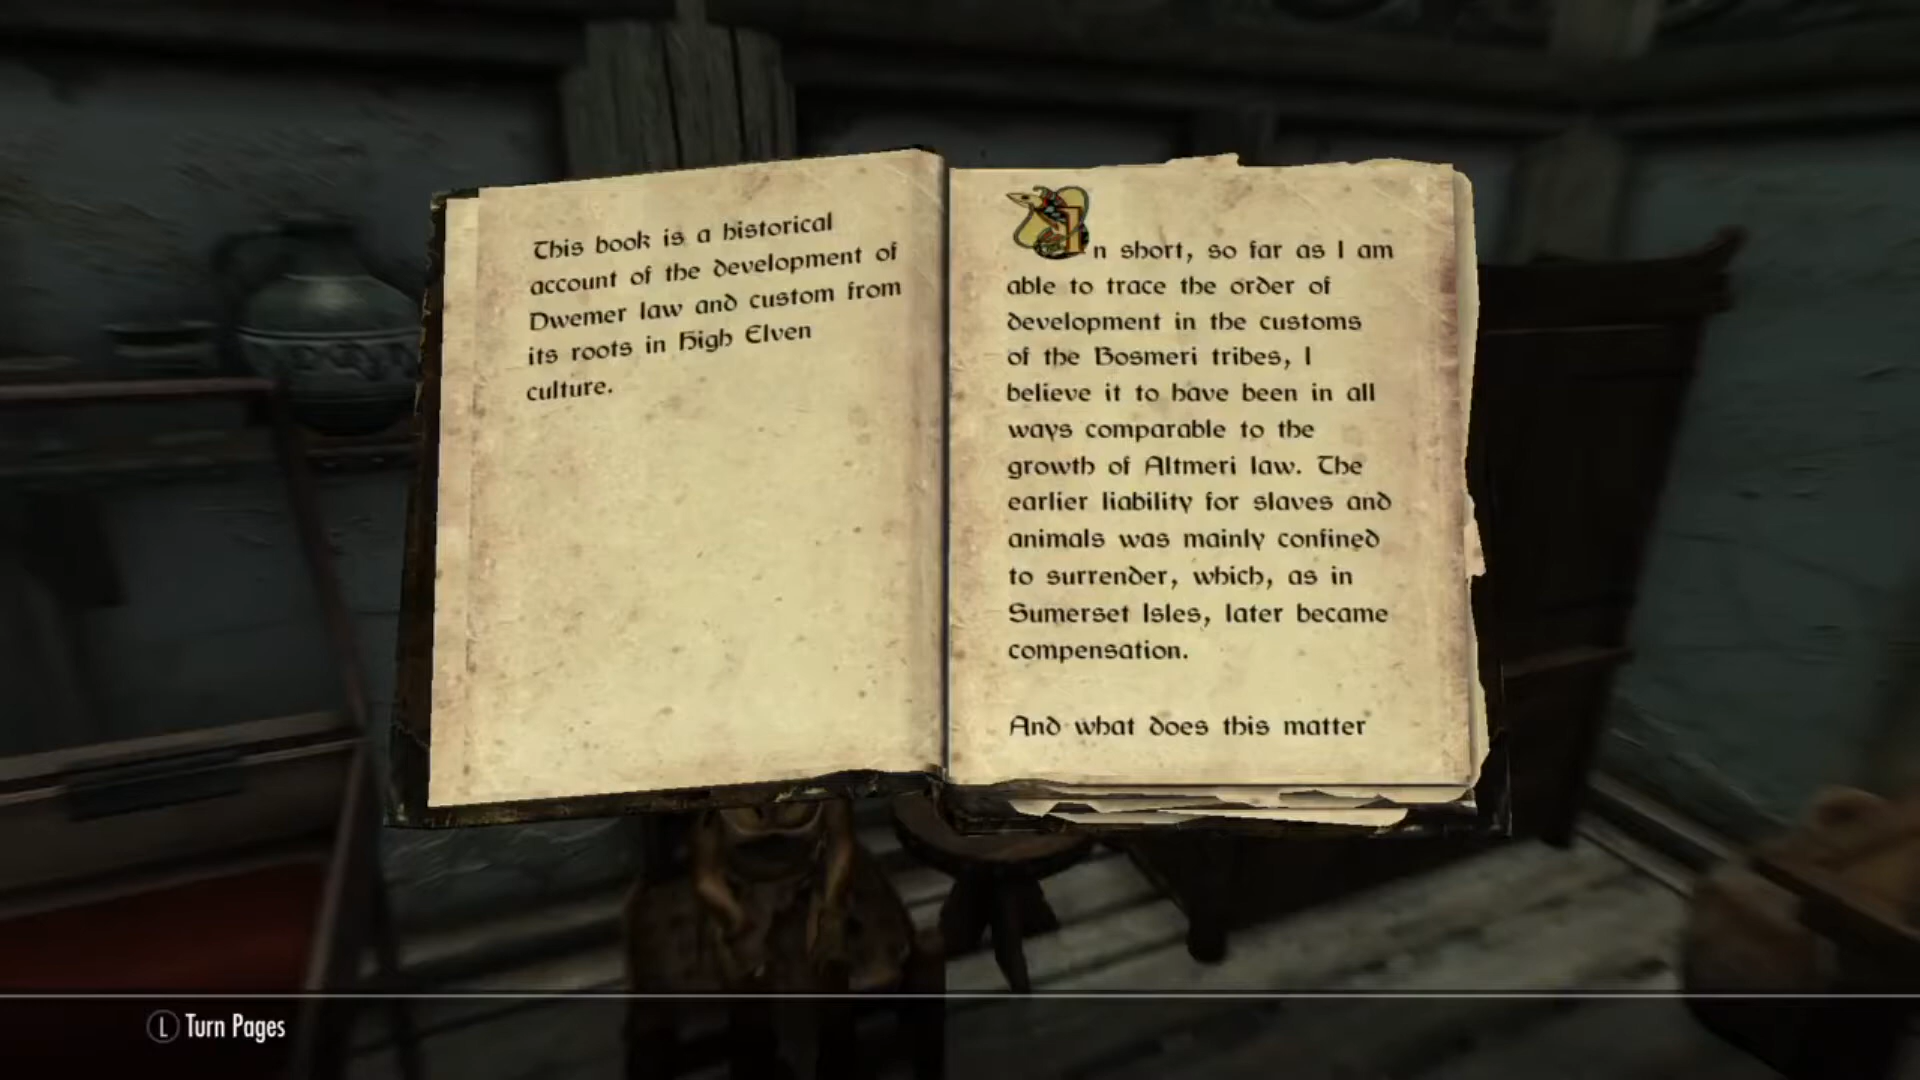 This book is a historical
account of the development of
Dwemer law and custom from
its roots in High Elven
culture.
In short, so far as I am
able to trace the order of
development in the customs
of the Bosmeri tribes, I
believe it to have been in all
ways comparable to the
growth of Altmeri law. The
earlier liability for slaves and
animals was mainly confined
to surrender, which, as in
Sumerset Isles, later became
compensation.
And what does this matter
L Turn Pages